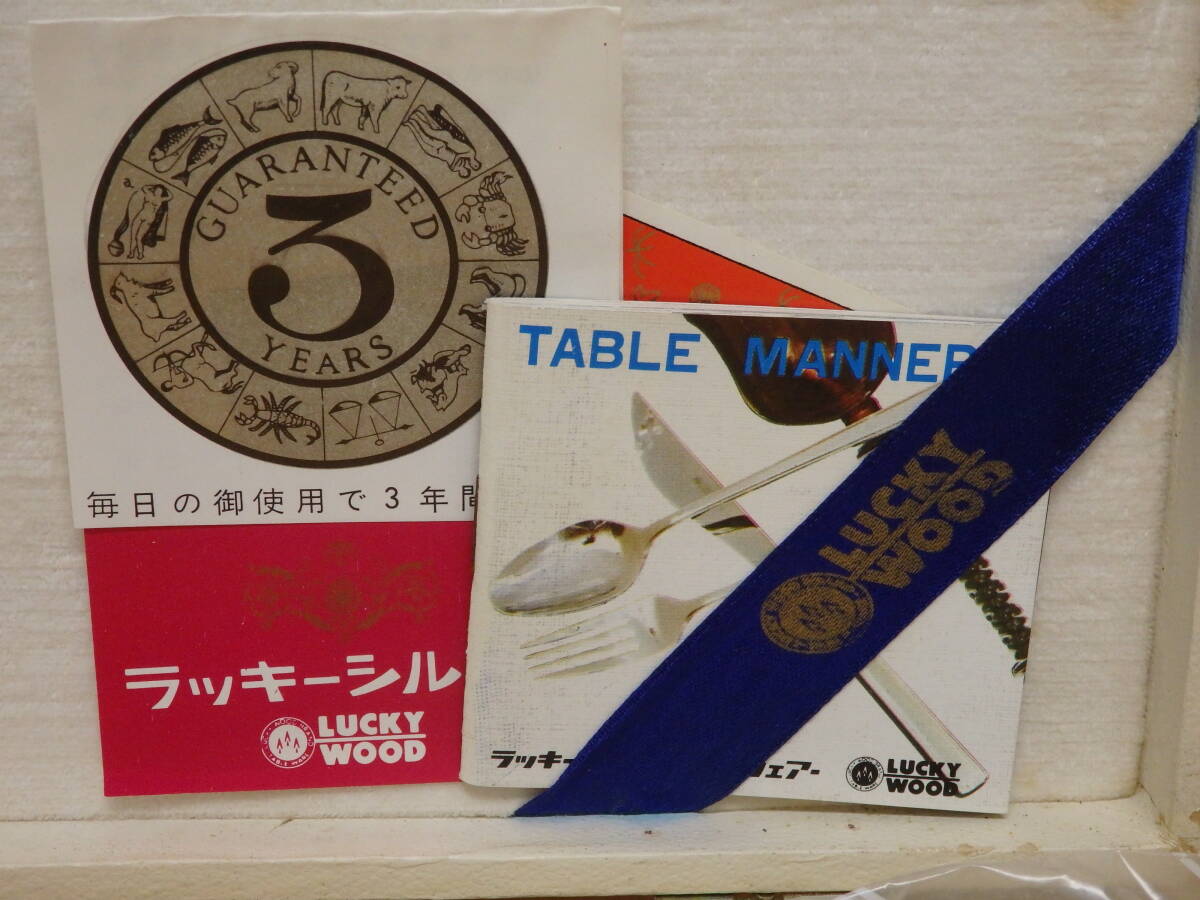 GUARANTEED
3
YEARS
毎日の御使用で3年間
ラッキーシル
LUCKY
WOOD
TABLE MANNER
LUCKY
WOOD
ラッキー
ェアー
LUCKY
WOOD